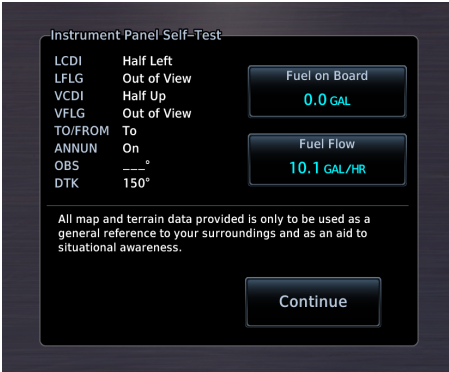 Instrument Panel Self-Test
LCDI Half Left
LFLG Out of View
VCDI Half Up
VFLG Out of View
TO/FROM To
ANNUN On
OBS ___°
DTK 150°
Fuel on Board
0.0 GAL
Fuel Flow
10.1 GAL/HR
All map and terrain data provided is only to be used as a
general reference to your surroundings and as an aid to
situational awareness.
Continue